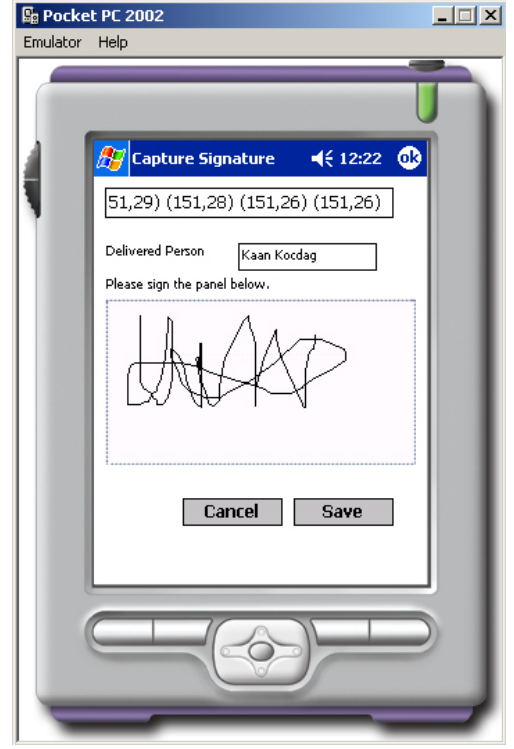 Pocket PC 2002
Emulator Help
Capture Signature 12:22 ok
51,29) (151,28) (151,26) (151,26)
Delivered Person Kaan Kocdag
Please sign the panel below.
Cancel Save